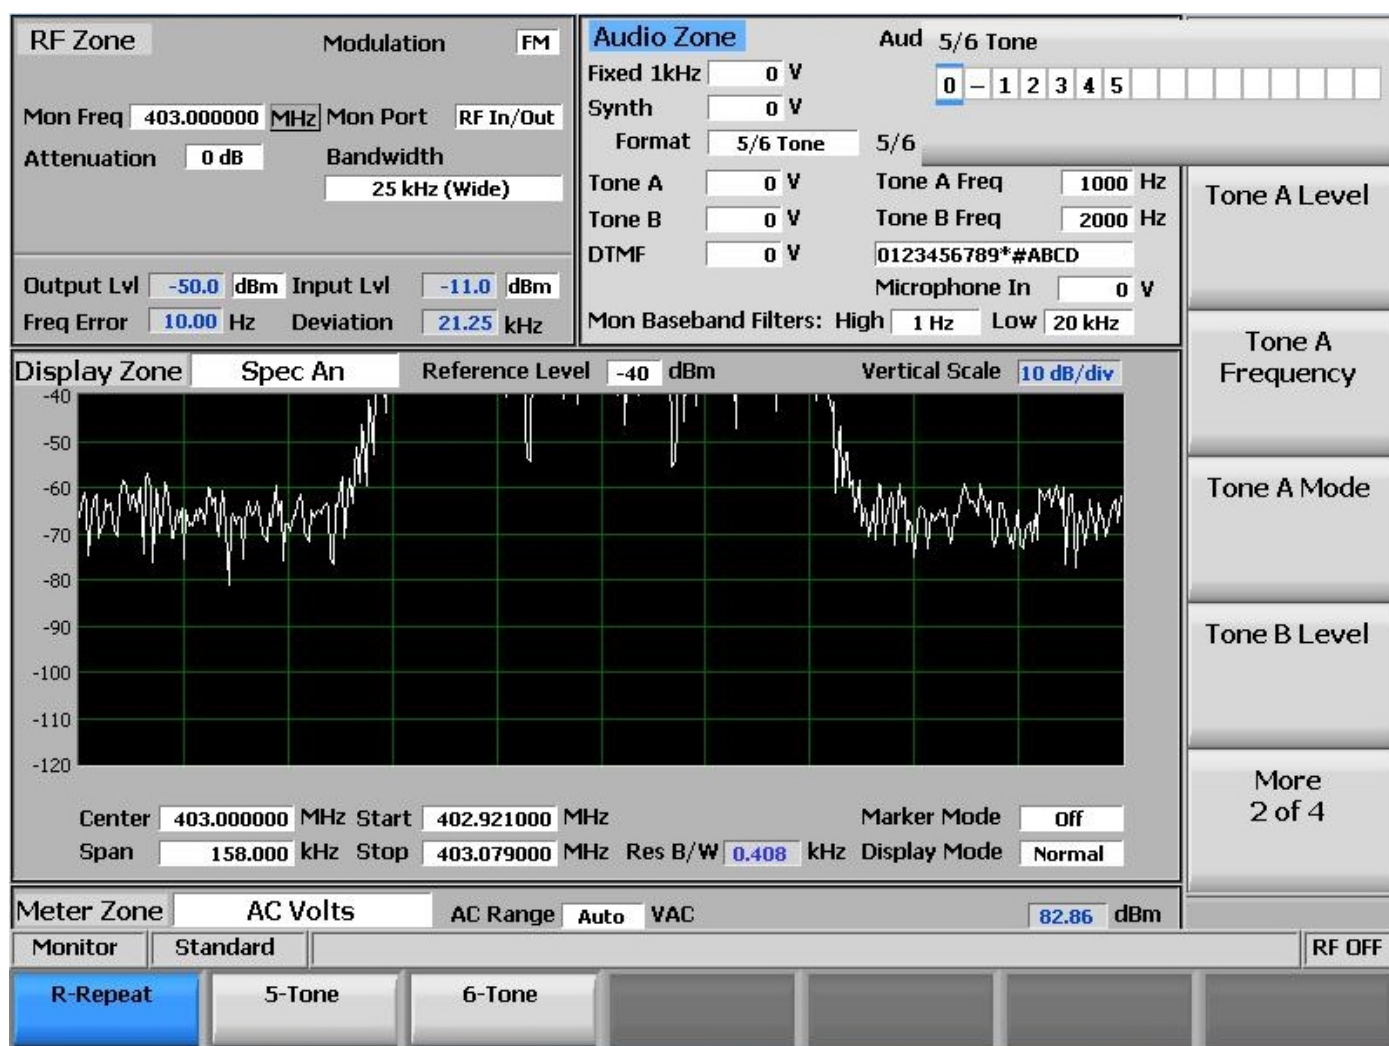 RF Zone
Modulation FM
Mon Freq 403.000000 MHz Mon Port RF In/Out
Attenuation 0 dB Bandwidth
25 kHz (Wide)
Output Lvl -50.0 dBm Input Lvl -11.0 dBm
Freq Error 10.00 Hz Deviation 21.25 kHz
Audio Zone Aud
Fixed 1kHz 0 V
Synth 0 V
Format 5/6 Tone 5/6
Tone A 0 V Tone A Freq 1000 Hz
Tone B 0 V Tone B Freq 2000 Hz
DTMF 0 V 0123456789*#ABCD
Microphone In 0 V
Mon Baseband Filters: High 1 Hz Low 20 kHz
5/6 Tone
0 - 1 2 3 4 5
Tone A Level
Tone A
Frequency
Tone A Mode
Tone B Level
More
2 of 4
Display Zone Spec An Reference Level -40 dBm Vertical Scale 10 dB/div
-40
-50
-60
-70
-80
-90
-100
-110
-120
Center 403.000000 MHz Start 402.921000 MHz Marker Mode Off
Span 158.000 kHz Stop 403.079000 MHz Res B/W 0.408 kHz Display Mode Normal
Meter Zone AC Volts AC Range Auto VAC 82.86 dBm
Monitor Standard RF OFF
R-Repeat 5-Tone 6-Tone